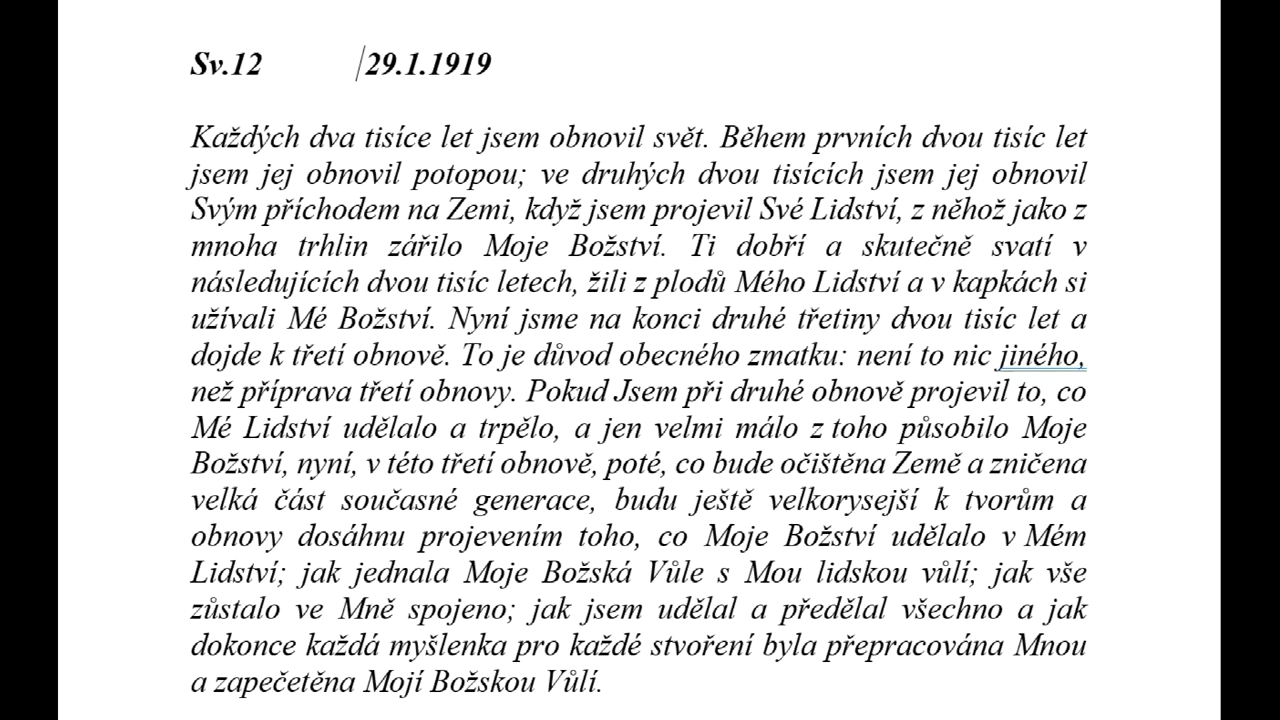 Sv.12 /29.1.1919
Každých dva tisíce let jsem obnovil svět. Během prvních dvou tisíc let
jsem jej obnovil potopou; ve druhých dvou tisících jsem jej obnovil
Svým příchodem na Zemi, když jsem projevil Své Lidství, z něhož jako z
mnoha trhlin zářilo Moje Božství. Ti dobří a skutečně svatí v
následujících dvou tisíc letech, žili z plodů Mého Lidství a v kapkách si
užívali Mé Božství. Nyní jsme na konci druhé třetiny dvou tisíc let a
dojde k třetí obnově. To je důvod obecného zmatku: není to nic jiného,
než příprava třetí obnovy. Pokud Jsem při druhé obnově projevil to, co
Mé Lidství udělalo a trpělo, a jen velmi málo z toho působilo Moje
Božství, nyní, v této třetí obnově, poté, co bude očištěna Země a zničena
velká část současné generace, budu ještě velkorysejší k tvorům a
obnovy dosáhnu projevením toho, co Moje Božství udělalo v Mém
Lidství; jak jednala Moje Božská Vůle s Mou lidskou vůlí; jak vše
zůstalo ve Mně spojeno; jak jsem udělal a předělal všechno a jak
dokonce každá myšlenka pro každé stvoření byla přepracována Mnou
a zapečetěna Mojí Božskou Vůlí.